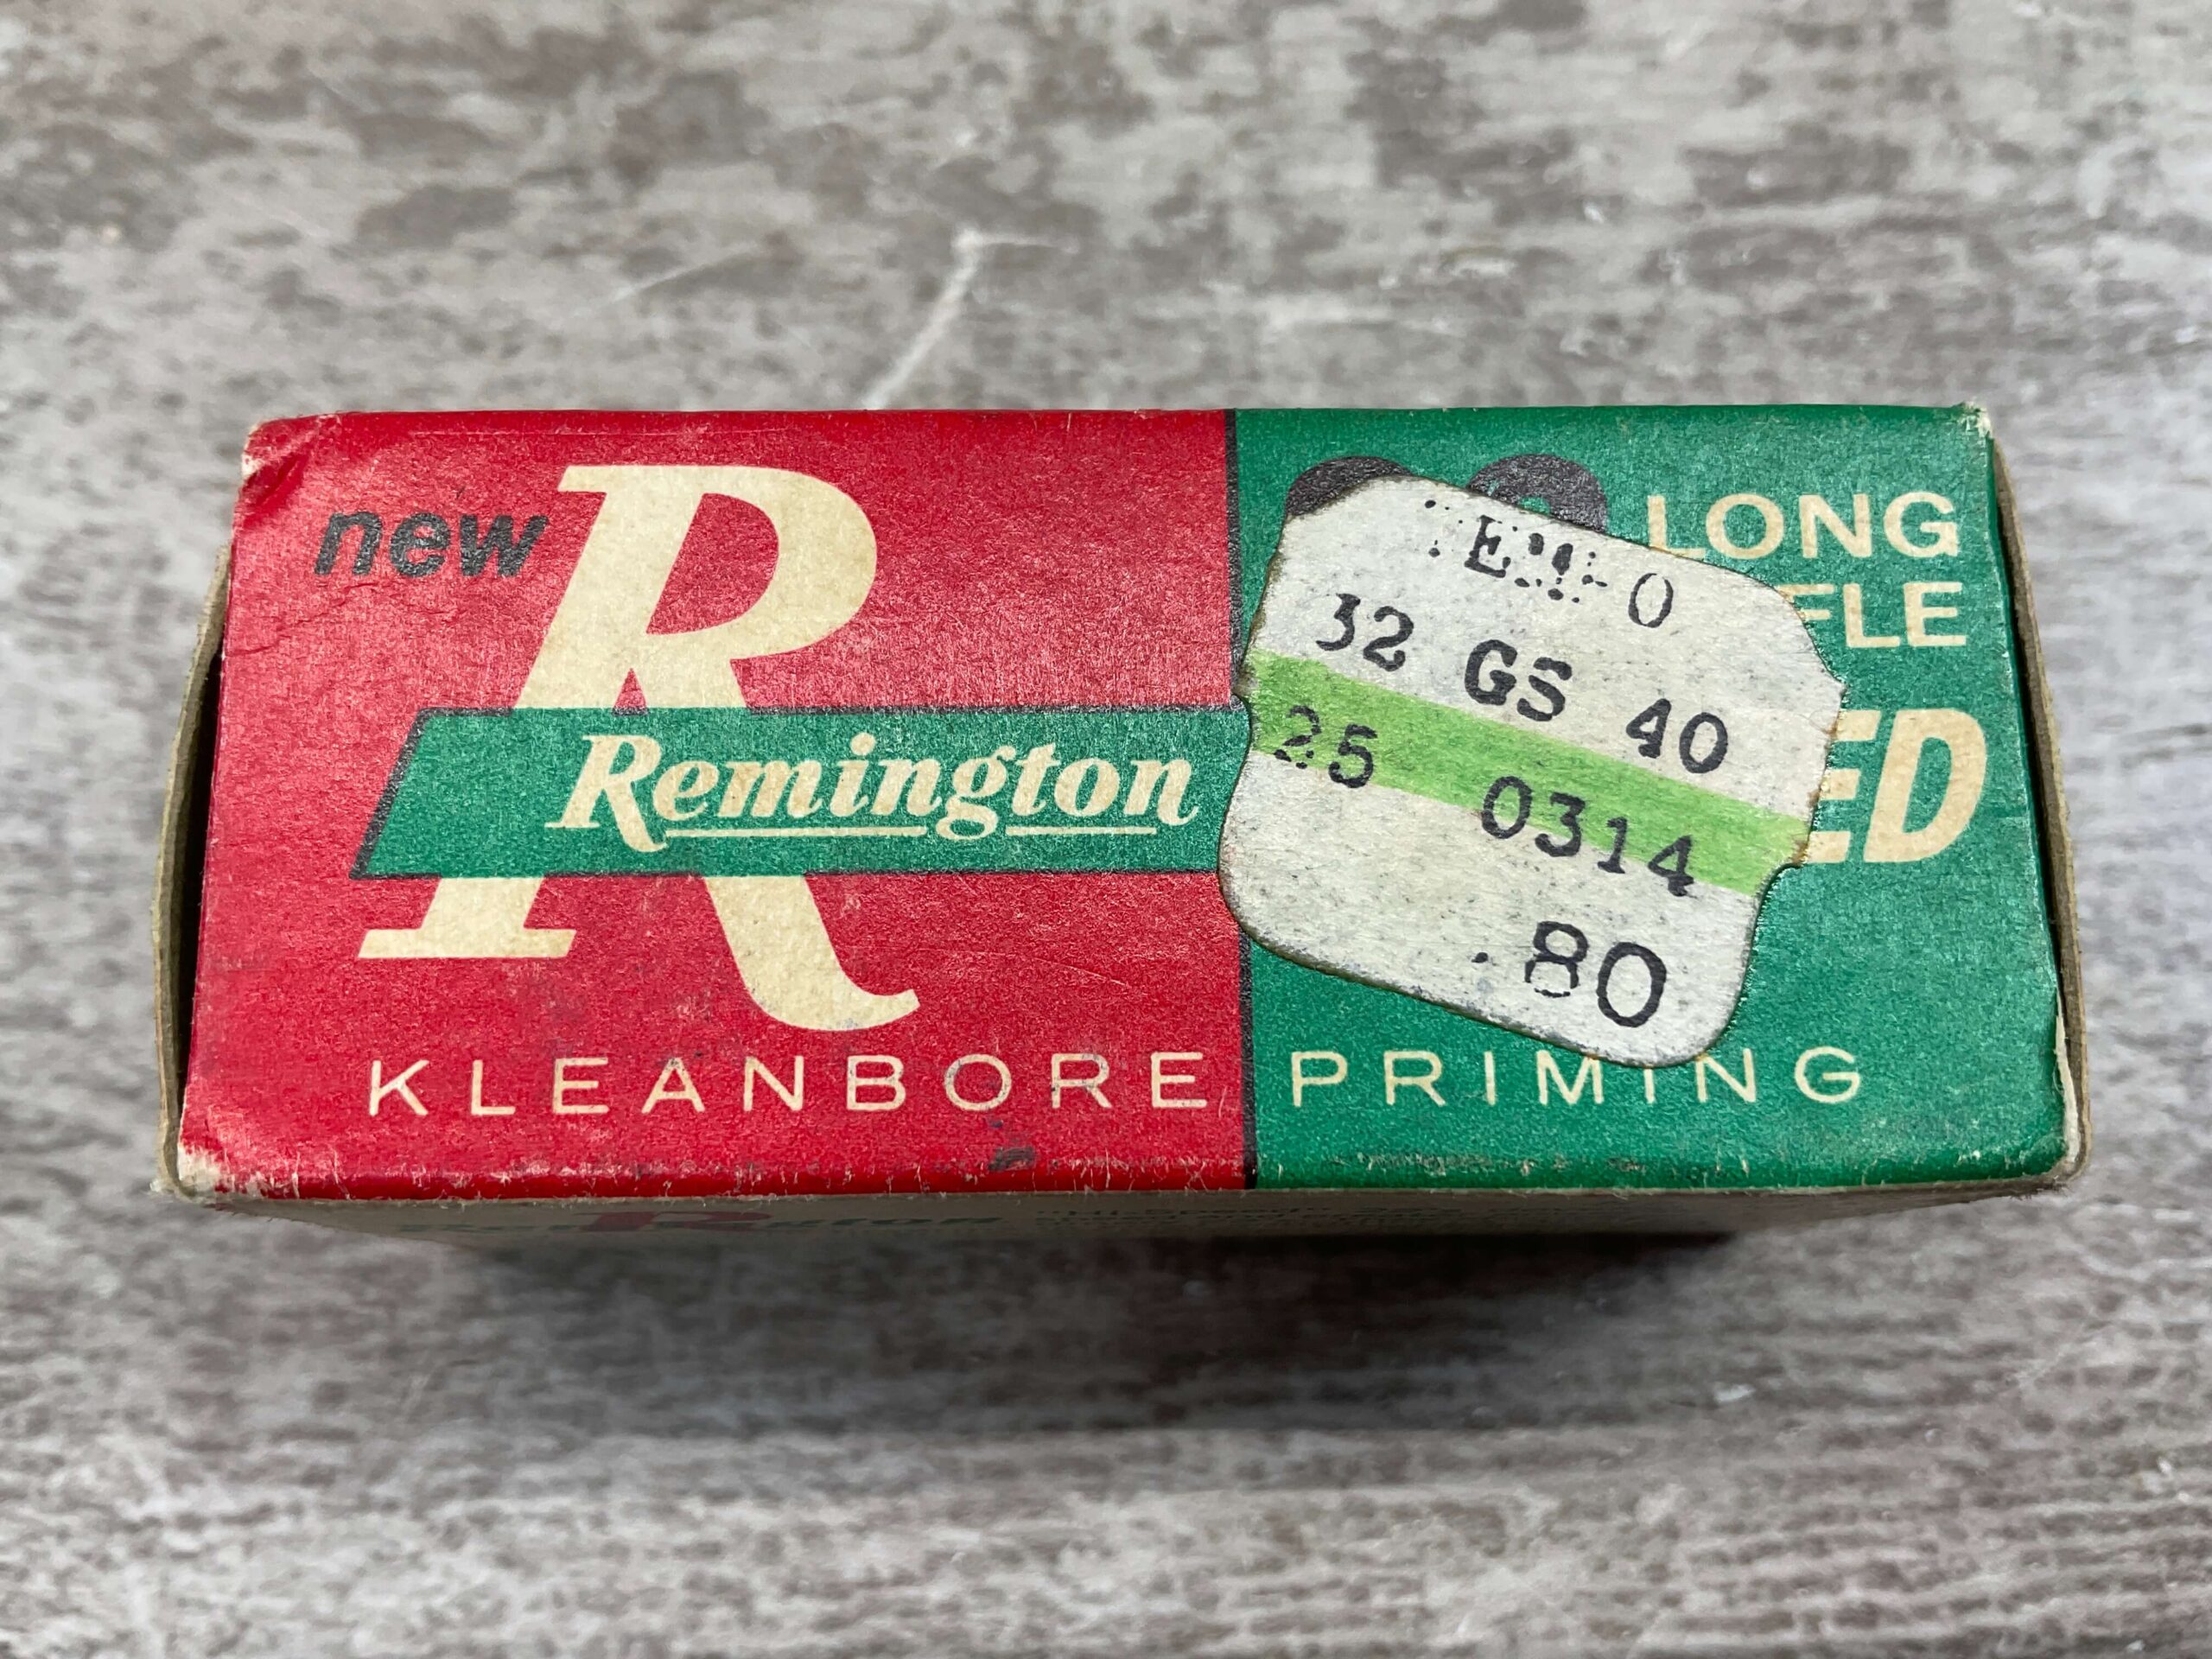 new
R
Remington
KLEANBORE PRIMING
LONG
FLE
ED
32 GS 40
25 0314
.80